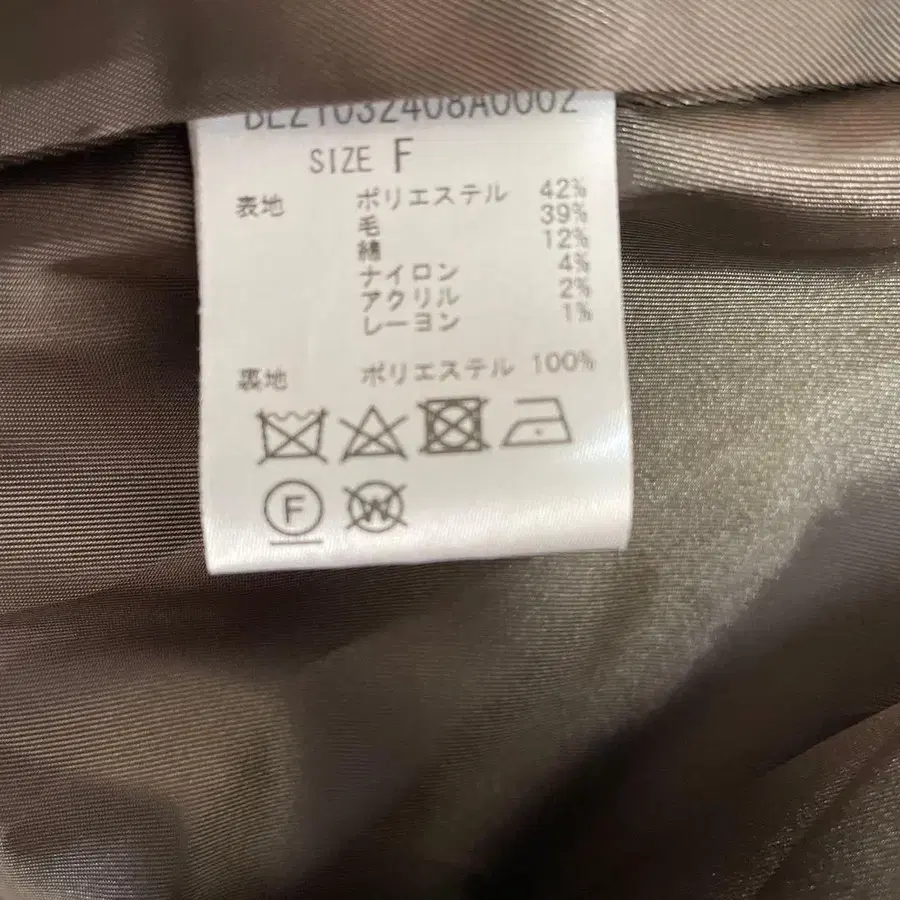 BLZ1032408A0002
SIZE F
表地 ポリエステル 42%
毛 39%
綿 12%
ナイロン 4%
アクリル 2%
レーヨン 1%
裏地 ポリエステル 100%
F W